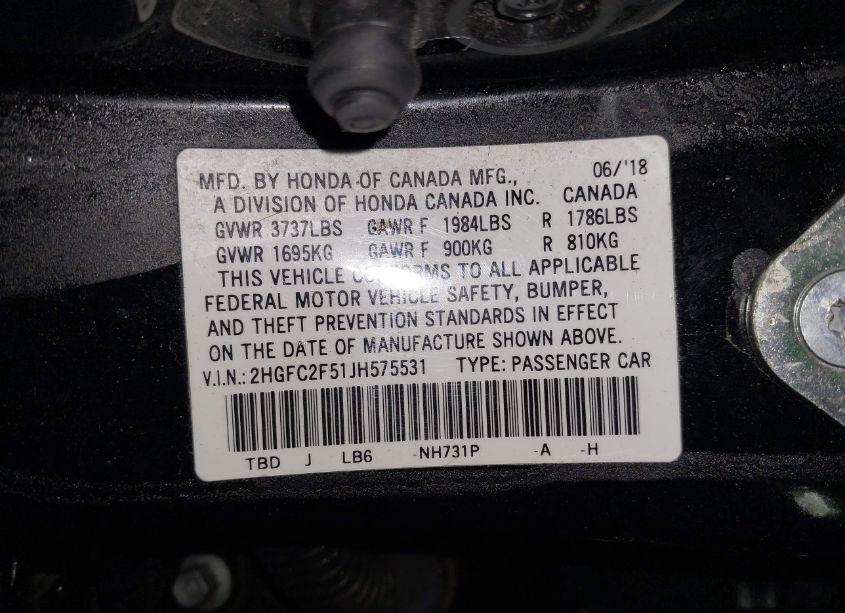 MFD. BY HONDA OF CANADA MFG., 06/'18
A DIVISION OF HONDA CANADA INC. CANADA
GVWR 3737LBS GAWR F 1984LBS R 1786LBS
GVWR 1695KG GAWR F 900KG R 810KG
THIS VEHICLE CONFORMS TO ALL APPLICABLE
FEDERAL MOTOR VEHICLE SAFETY, BUMPER,
AND THEFT PREVENTION STANDARDS IN EFFECT
ON THE DATE OF MANUFACTURE SHOWN ABOVE.
V.I.N.: 2HGFC2F51JH575531 TYPE: PASSENGER CAR
TBD J LB6 -NH731P -A -H